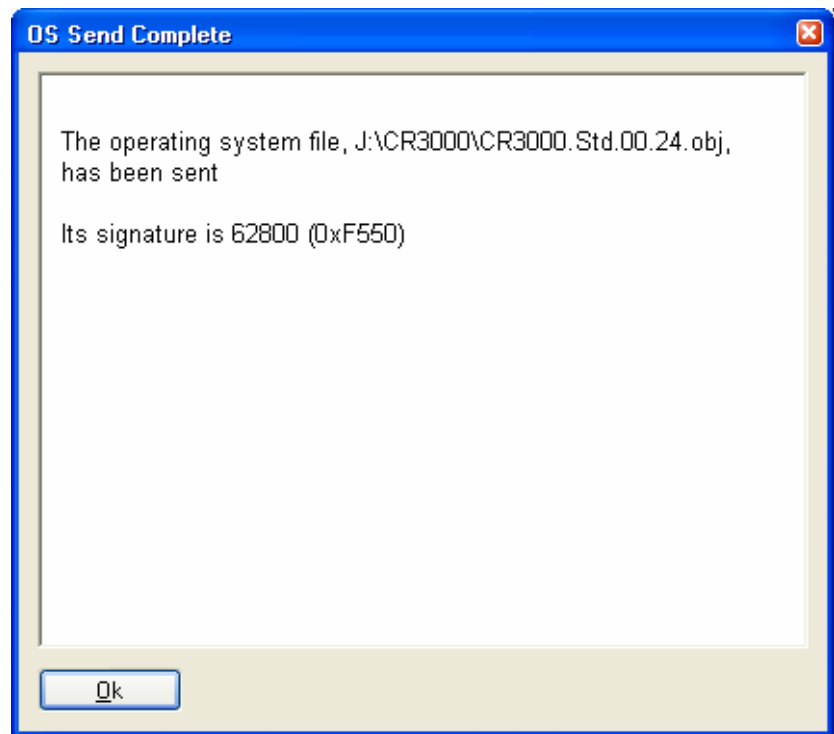 OS Send Complete
The operating system file, J:\CR3000\CR3000.Std.00.24.obj,
has been sent
Its signature is 62800 (0xF550)
Ok